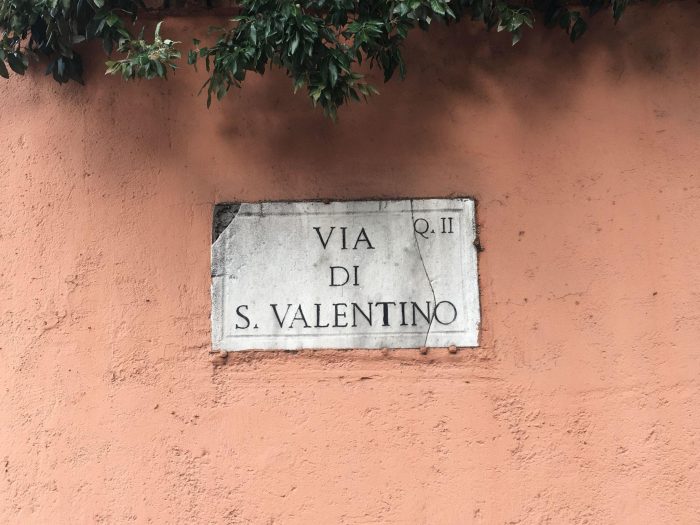 Q. II
VIA
DI
S. VALENTINO